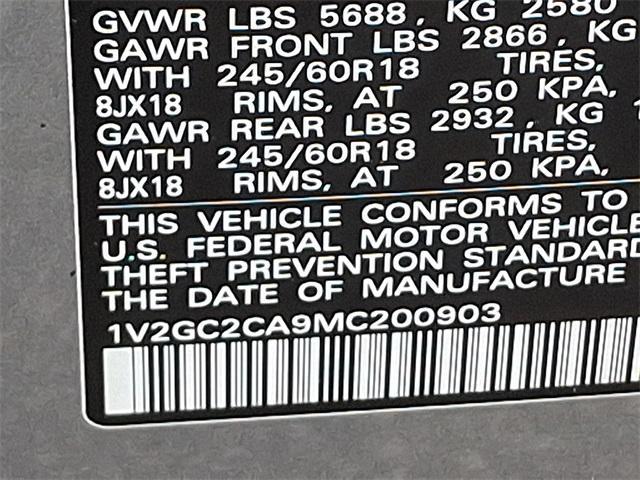 GVWR LBS 5688, KG 2580
GAWR FRONT LBS 2866, KG
WITH 245/60R18 TIRES,
8JX18 RIMS, AT 250 KPA,
GAWR REAR LBS 2932, KG
WITH 245/60R18 TIRES,
8JX18 RIMS, AT 250 KPA,
THIS VEHICLE CONFORMS TO
U.S. FEDERAL MOTOR VEHICLE
THEFT PREVENTION STANDARD
THE DATE OF MANUFACTURE
1V2GC2CA9MC200903